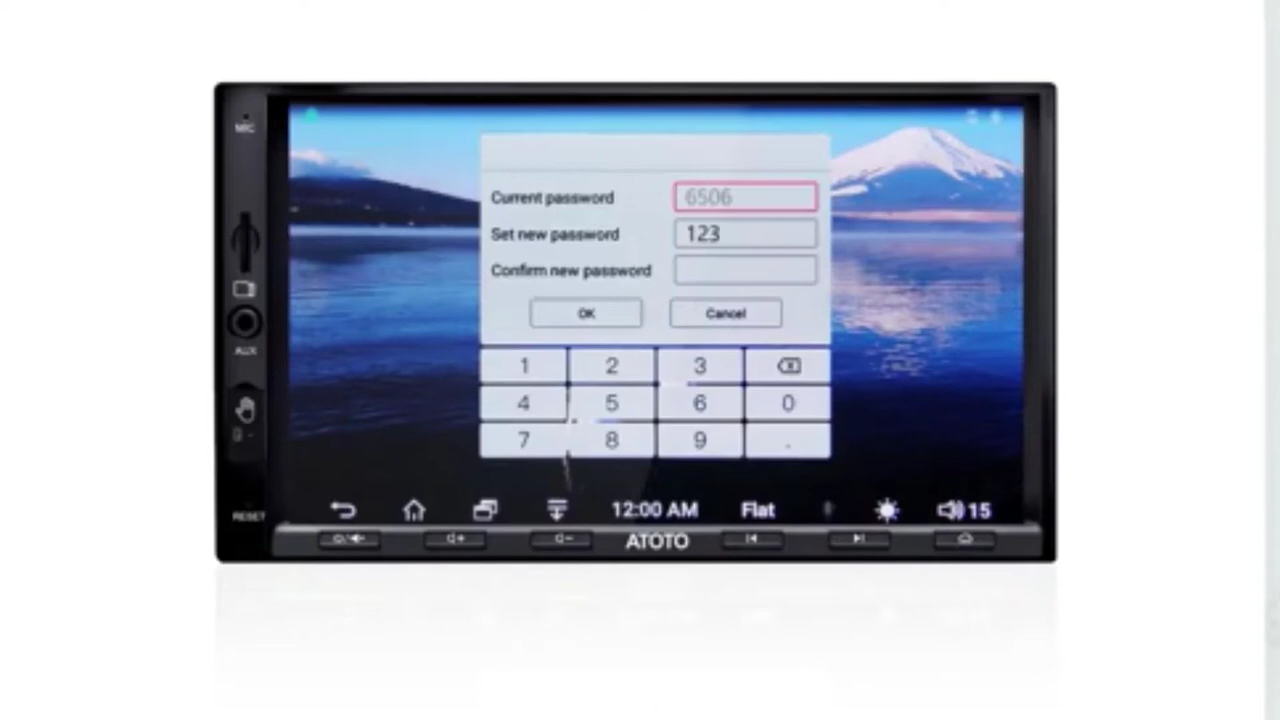 MIC
Current password 6506
Set new password 123
Confirm new password
OK Cancel
1 2 3
4 5 6 0
7 8 9 .
AUX
RESET
12:00 AM Flat 15
ATOTO